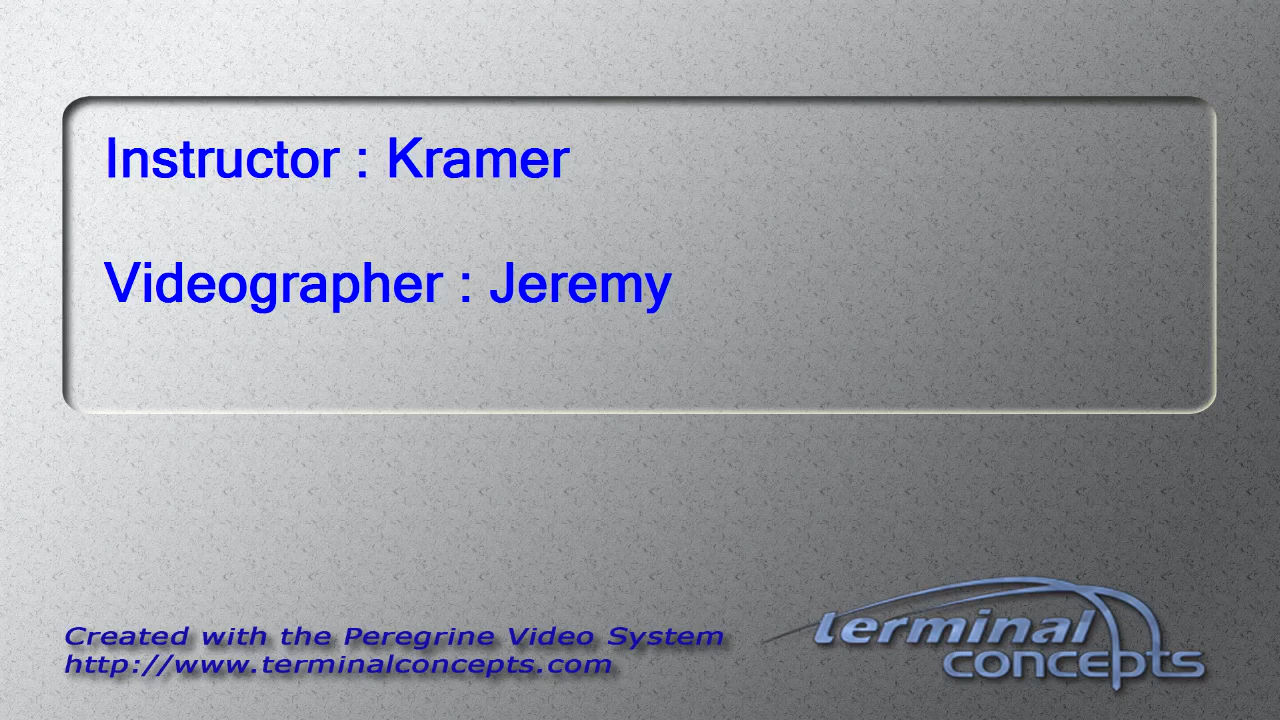 Instructor : Kramer
Videographer : Jeremy
Created with the Peregrine Video System
http://www.terminalconcepts.com
terminal
concepts